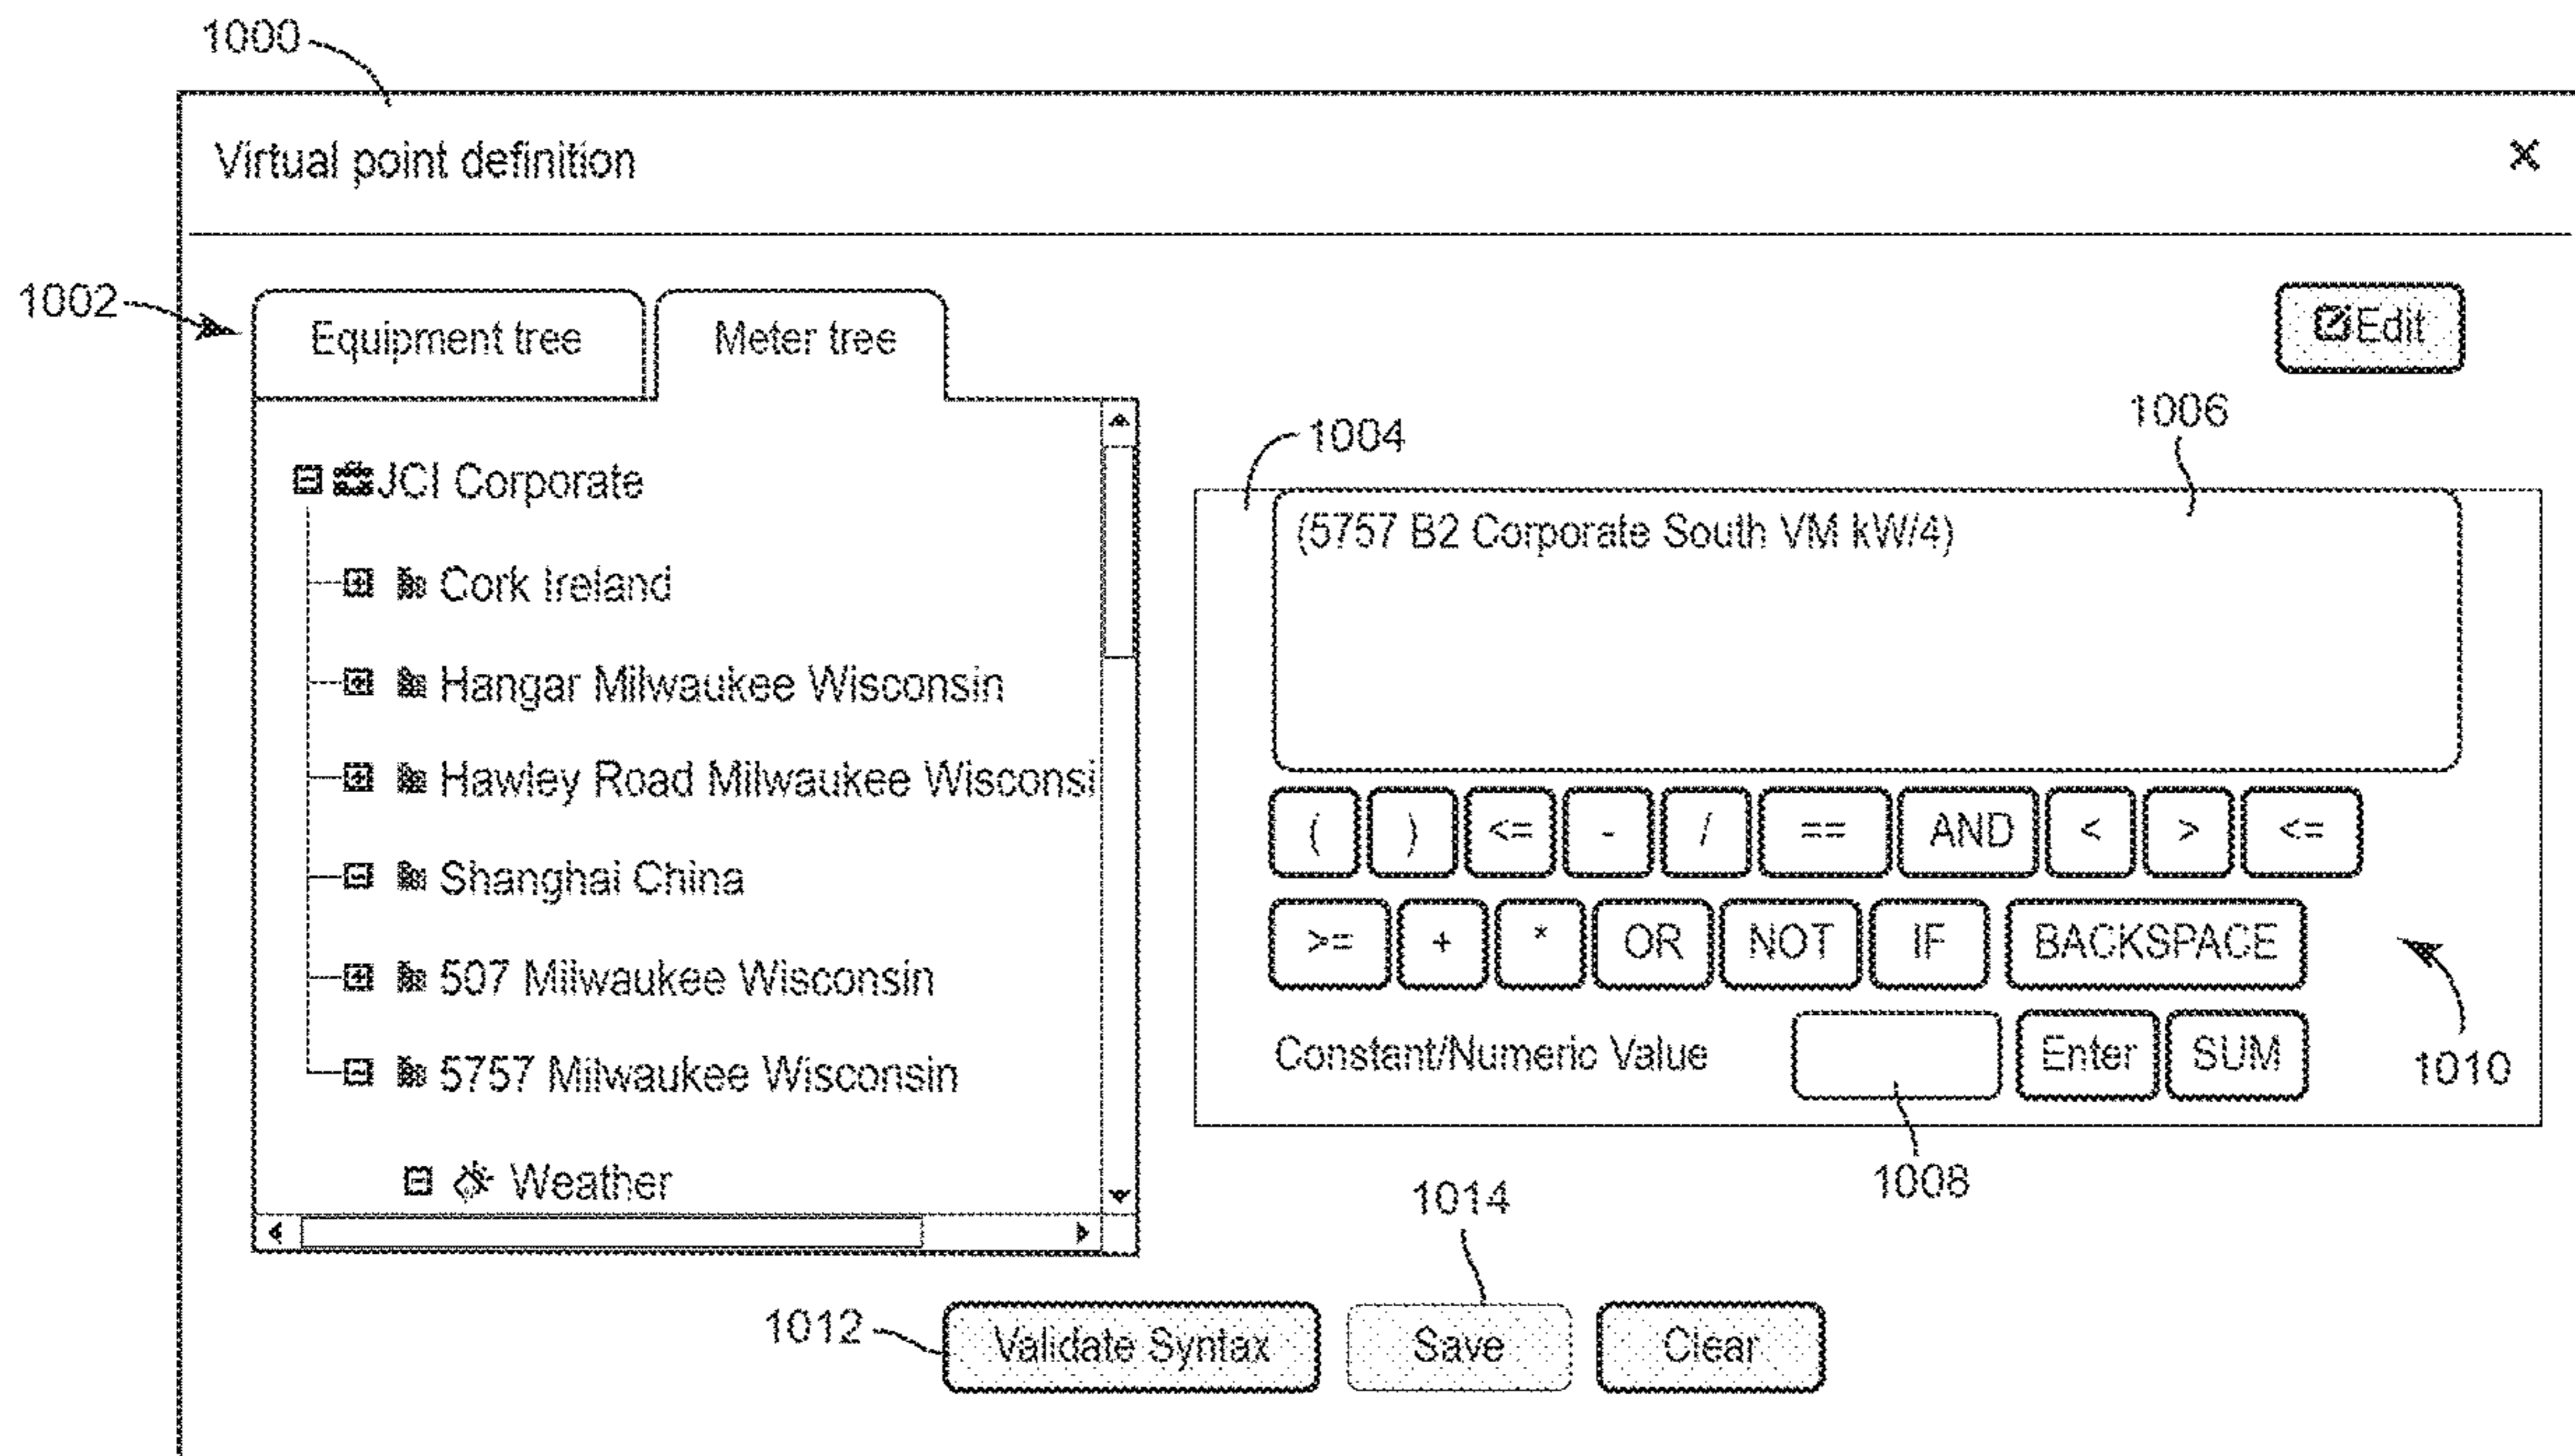 1000
Virtual point definition
×
1002
Equipment tree
Meter tree
Edit
JCI Corporate
Cork Ireland
Hangar Milwaukee Wisconsin
Hawley Road Milwaukee Wisconsi
Shanghai China
507 Milwaukee Wisconsin
5757 Milwaukee Wisconsin
Weather
1004
1006
(5757 B2 Corporate South VM kW/4)
( ) <= - / == AND < > <=
>= + * OR NOT IF BACKSPACE
Constant/Numeric Value Enter SUM
1010
1008
1014
1012
Validate Syntax Save Clear